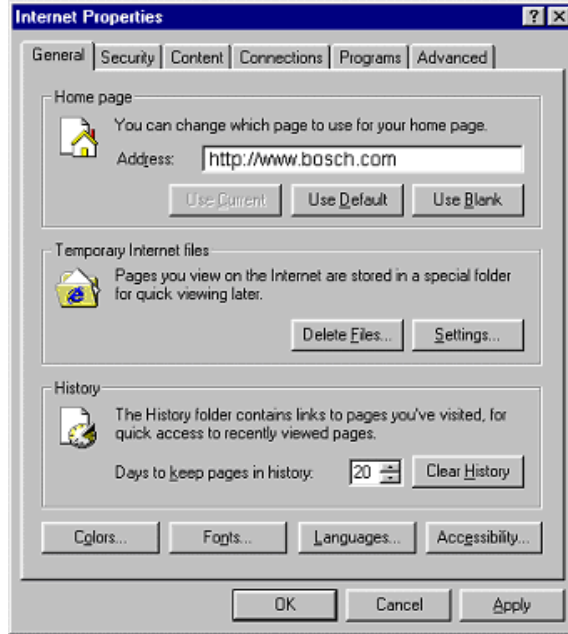 Internet Properties
General Security Content Connections Programs Advanced
Home page
You can change which page to use for your home page.
Address: http://www.bosch.com
Use Current Use Default Use Blank
Temporary Internet files
Pages you view on the Internet are stored in a special folder
for quick viewing later.
Delete Files... Settings...
History
The History folder contains links to pages you've visited, for
quick access to recently viewed pages.
Days to keep pages in history: 20 Clear History
Colors... Fonts... Languages... Accessibility...
OK Cancel Apply